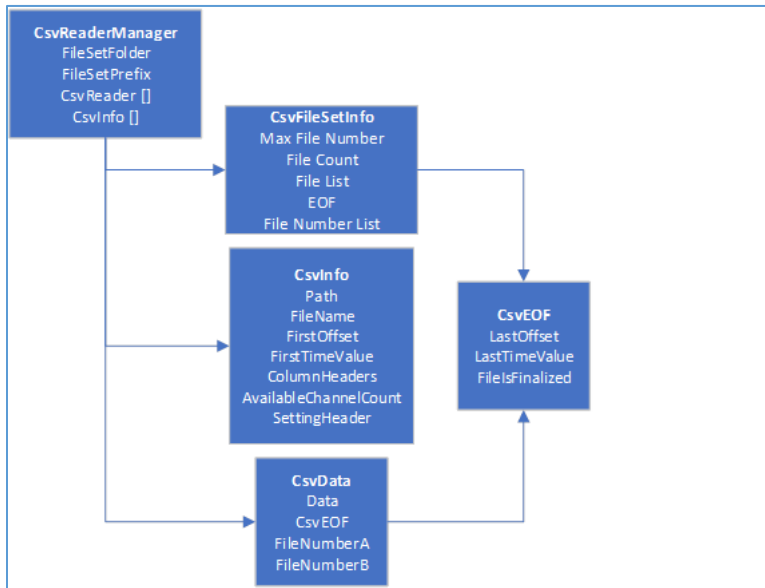 CsvReaderManager
FileSetFolder
FileSetPrefix
CsvReader []
CsvInfo []
CsvFileSetInfo
Max File Number
File Count
File List
EOF
File Number List
CsvInfo
Path
FileName
FirstOffset
FirstTimeValue
ColumnHeaders
AvailableChannelCount
SettingHeader
CsvEOF
LastOffset
LastTimeValue
FileIsFinalized
CsvData
Data
CsvEOF
FileNumberA
FileNumberB